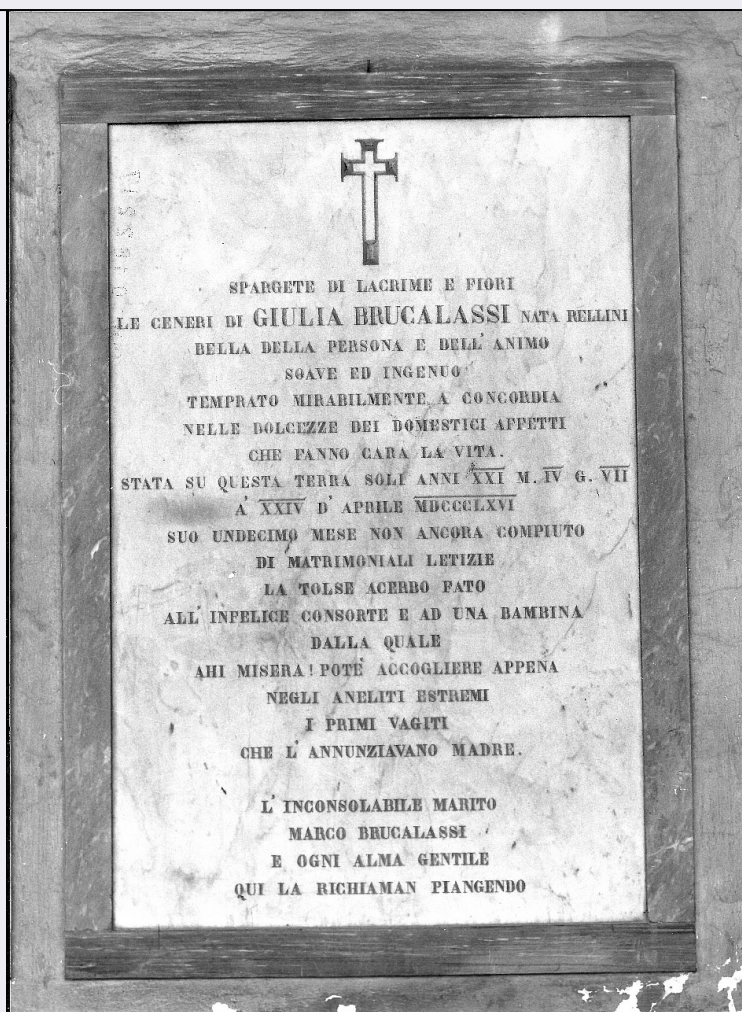 SPARGETE DI LACRIME E FIORI
LE CENERI DI GIULIA BRUCALASSI NATA RELLINI
BELLA DELLA PERSONA E DELL' ANIMO
SOAVE ED INGENUO
TEMPRATO MIRABILMENTE A CONCORDIA
NELLE DOLCEZZE DEI DOMESTICI AFFETTI
CHE FANNO CARA LA VITA.
STATA SU QUESTA TERRA SOLI ANNI XXI M. IV G. VII
A' XXIV D' APRILE MDCCCLXVI
SUO UNDECIMO MESE NON ANCORA COMPIUTO
DI MATRIMONIALI LETIZIE
LA TOLSE ACERBO FATO
ALL' INFELICE CONSORTE E AD UNA BAMBINA
DALLA QUALE
AHI MISERA! POTÈ ACCOGLIERE APPENA
NEGLI ANELITI ESTREMI
I PRIMI VAGITI
CHE L' ANNUNZIAVANO MADRE.
L' INCONSOLABILE MARITO
MARCO BRUCALASSI
E OGNI ALMA GENTILE
QUI LA RICHIAMAN PIANGENDO